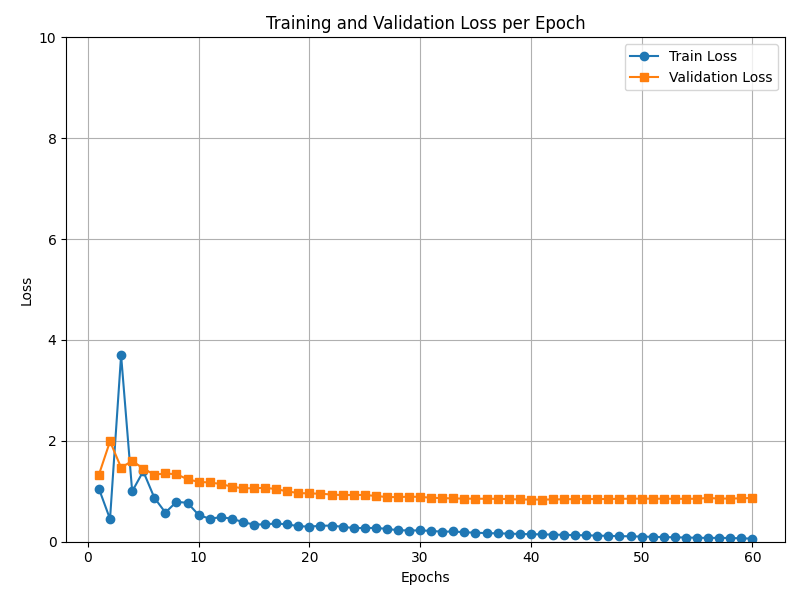 Training and Validation Loss per Epoch
Train Loss
Validation Loss
10
8
6
4
2
0
Loss
0 10 20 30 40 50 60
Epochs